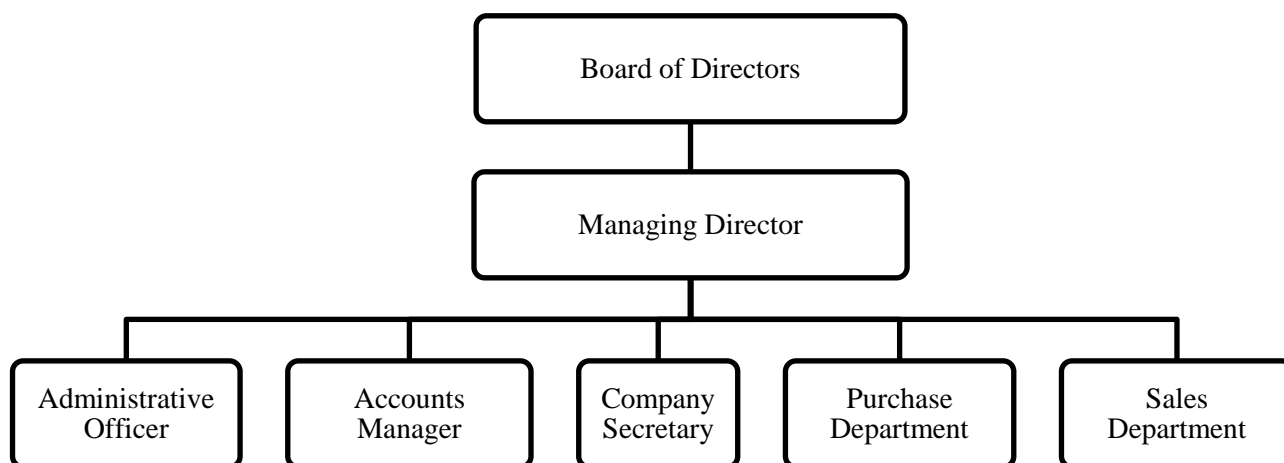 Board of Directors
Managing Director
Administrative
Officer
Accounts
Manager
Company
Secretary
Purchase
Department
Sales
Department